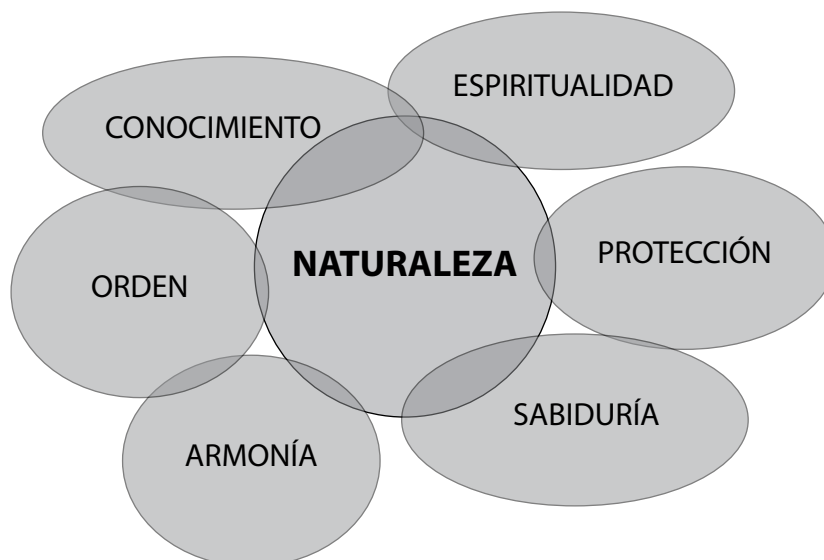 ESPIRITUALIDAD
CONOCIMIENTO
PROTECCIÓN
NATURALEZA
ORDEN
SABIDURÍA
ARMONÍA